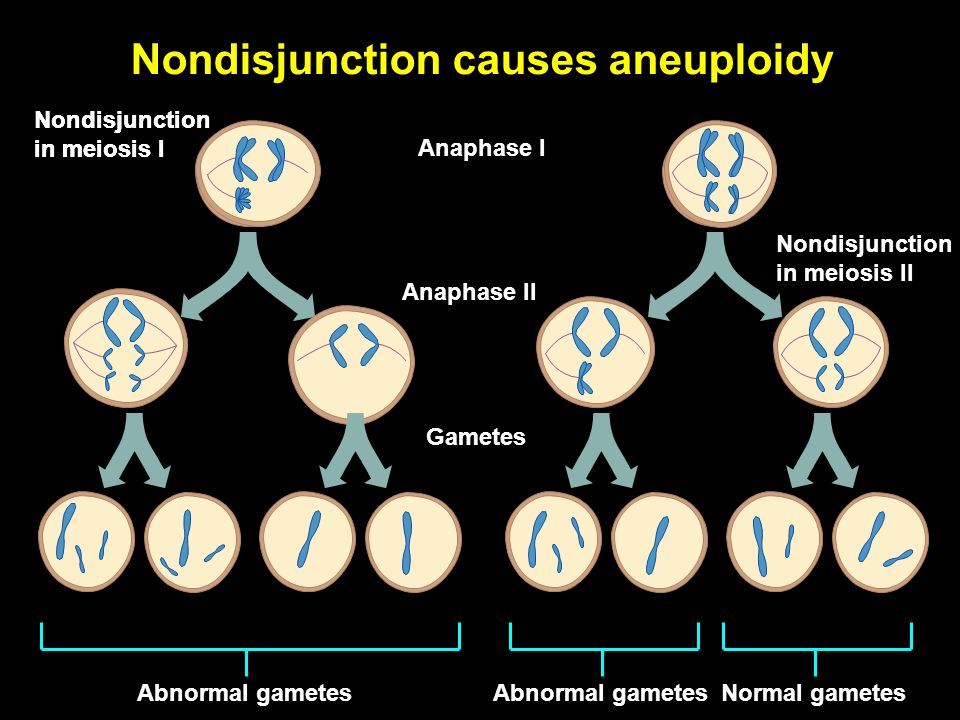 Nondisjunction causes aneuploidy
Nondisjunction
in meiosis I
Anaphase I
Nondisjunction
in meiosis II
Anaphase II
Gametes
Abnormal gametes
Abnormal gametes
Normal gametes